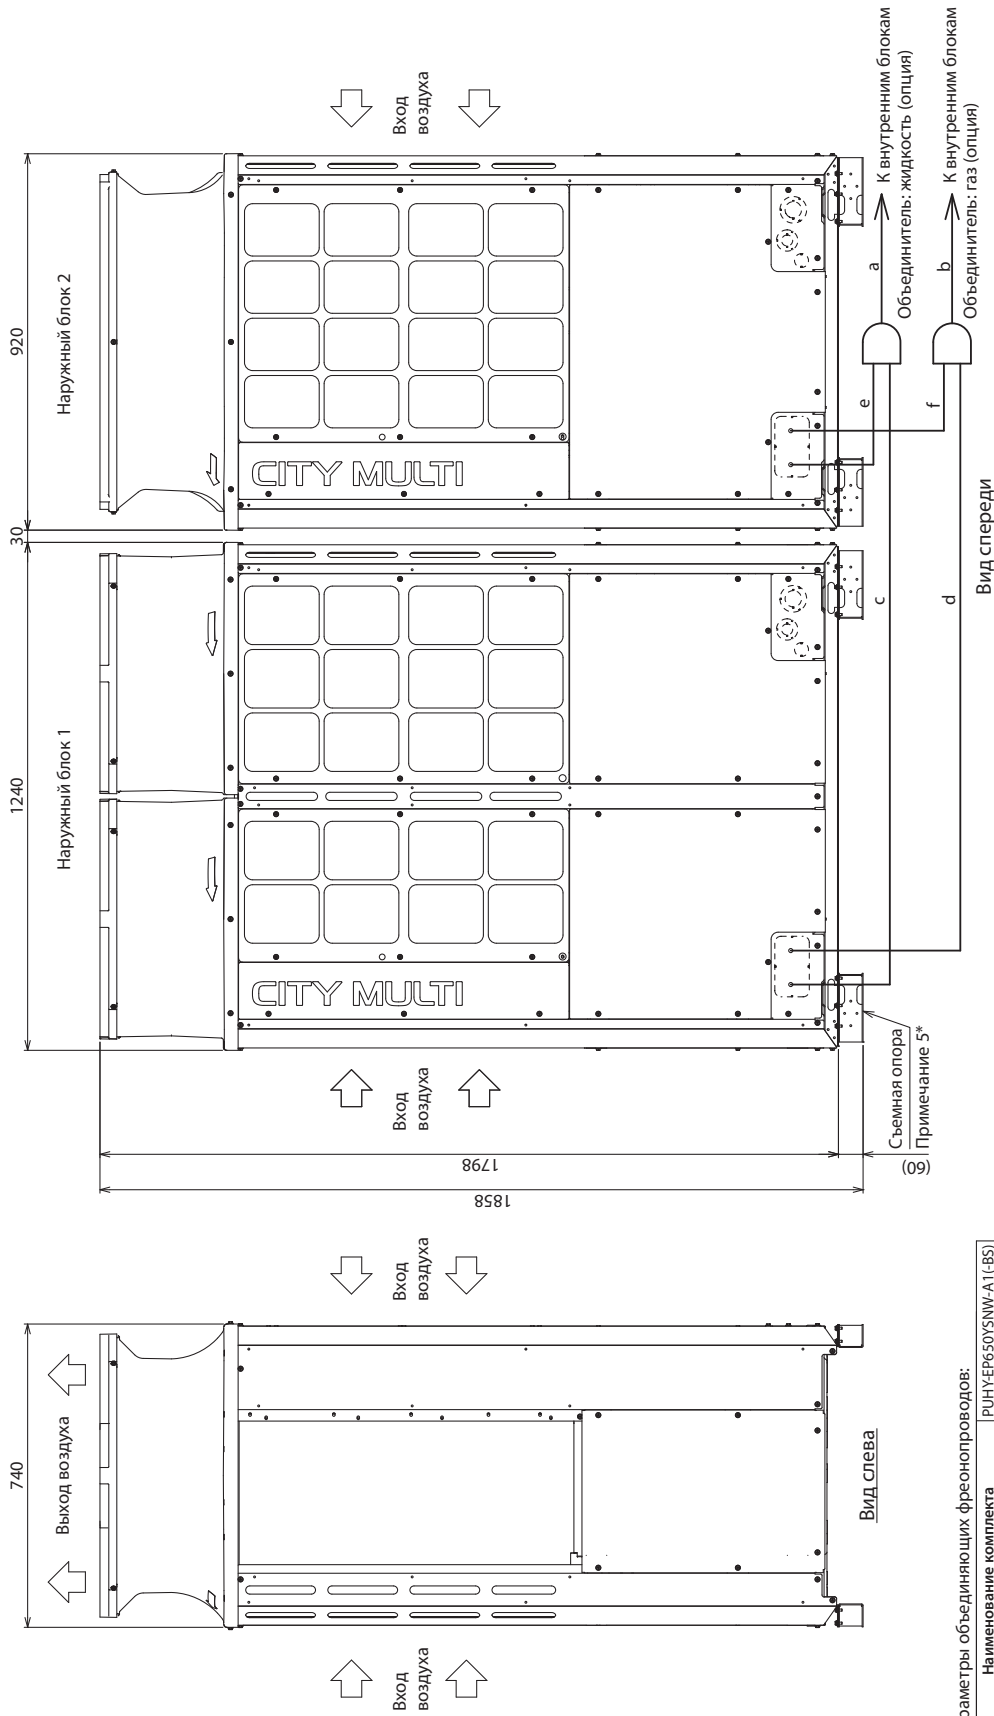 1240
30
920
Наружный блок 1
Наружный блок 2
CITY MULTI
CITY MULTI
Вход
воздуха
Вход
воздуха
1858
1798
(60)
Съемная опора
Примечание 5*
c
d
e
f
a
b
К внутренним блокам
Объединитель: жидкость (опция)
К внутренним блокам
Объединитель: газ (опция)
Вид спереди
740
Выход воздуха
Вход
воздуха
Вход
воздуха
Вид слева
раметры объединяющих фреонопроводов:
Наименование комплекта
PUHY-EP650YSNW-A1(-BS)